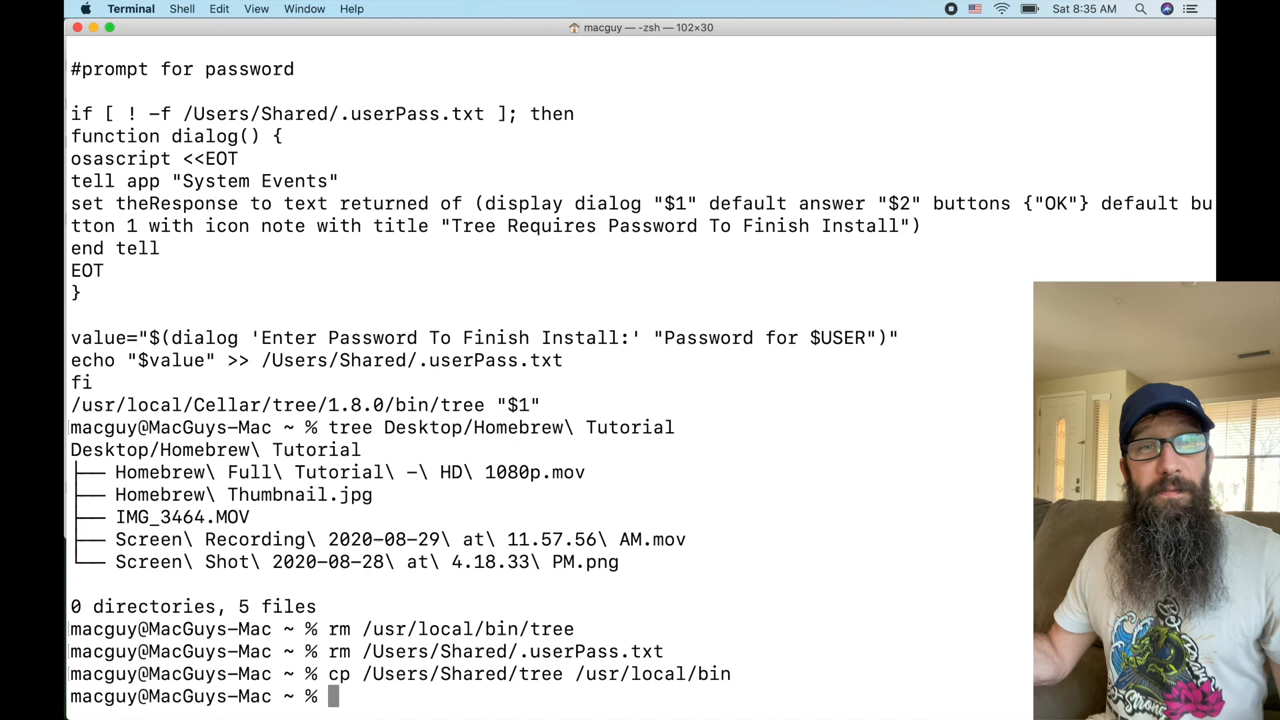 Terminal Shell Edit View Window Help Sat 8:35 AM
macguy — -zsh — 102×30
#prompt for password
if [ ! -f /Users/Shared/.userPass.txt ]; then
function dialog() {
osascript <<EOT
tell app "System Events"
set theResponse to text returned of (display dialog "$1" default answer "$2" buttons {"OK"} default bu
tton 1 with icon note with title "Tree Requires Password To Finish Install")
end tell
EOT
}
value="$(dialog 'Enter Password To Finish Install:' "Password for $USER")"
echo "$value" >> /Users/Shared/.userPass.txt
fi
/usr/local/Cellar/tree/1.8.0/bin/tree "$1"
macguy@MacGuys-Mac ~ % tree Desktop/Homebrew\ Tutorial
Desktop/Homebrew\ Tutorial
├── Homebrew\ Full\ Tutorial\ -\ HD\ 1080p.mov
├── Homebrew\ Thumbnail.jpg
├── IMG_3464.MOV
├── Screen\ Recording\ 2020-08-29\ at\ 11.57.56\ AM.mov
└── Screen\ Shot\ 2020-08-28\ at\ 4.18.33\ PM.png
0 directories, 5 files
macguy@MacGuys-Mac ~ % rm /usr/local/bin/tree
macguy@MacGuys-Mac ~ % rm /Users/Shared/.userPass.txt
macguy@MacGuys-Mac ~ % cp /Users/Shared/tree /usr/local/bin
macguy@MacGuys-Mac ~ %